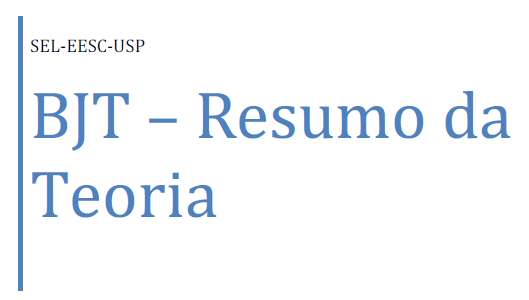 SEL-EESC-USP
BJT – Resumo da
Teoria